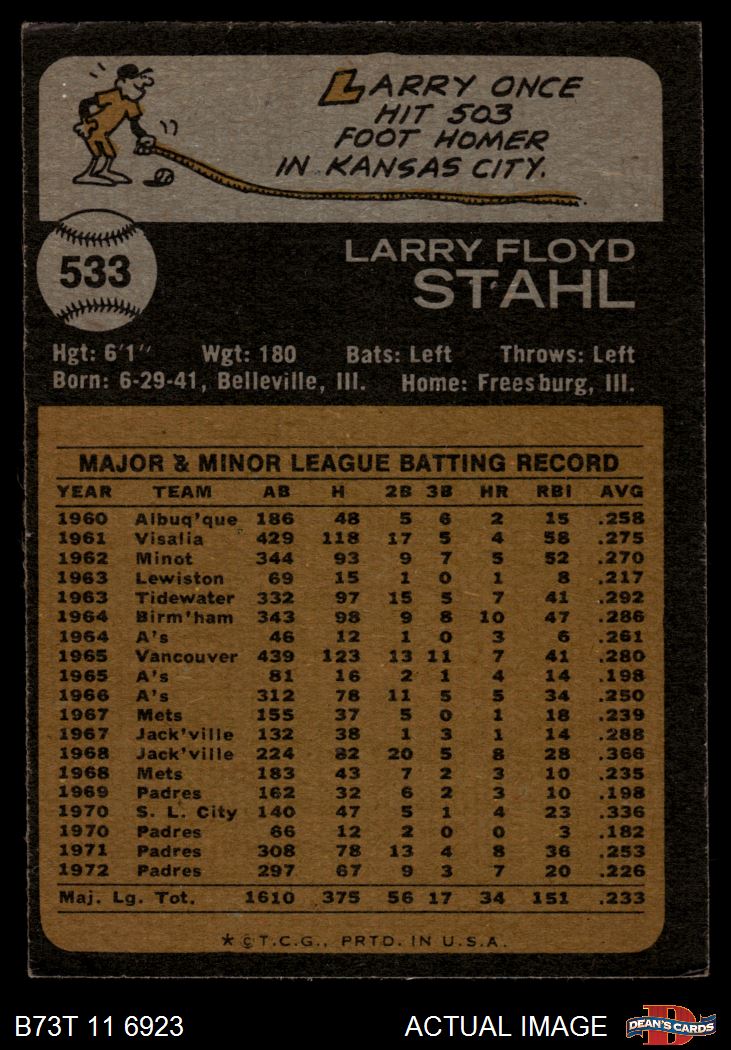 LARRY ONCE
HIT 503
FOOT HOMER
IN KANSAS CITY.
533
LARRY FLOYD
STAHL
Hgt: 6'1" Wgt: 180 Bats: Left Throws: Left
Born: 6-29-41, Belleville, Ill. Home: Freesburg, Ill.
MAJOR & MINOR LEAGUE BATTING RECORD
YEAR TEAM AB H 2B 3B HR RBI AVG
1960 Albuq'que 186 48 5 6 2 15 .258
1961 Visalia 429 118 17 5 4 58 .275
1962 Minot 344 93 9 7 5 52 .270
1963 Lewiston 69 15 1 0 1 8 .217
1963 Tidewater 332 97 15 5 7 41 .292
1964 Birm'ham 343 98 9 8 10 47 .286
1964 A's 46 12 1 0 3 6 .261
1965 Vancouver 439 123 13 11 7 41 .280
1965 A's 81 16 2 1 4 14 .198
1966 A's 312 78 11 5 5 34 .250
1967 Mets 155 37 5 0 1 18 .239
1967 Jack'ville 132 38 1 3 1 14 .288
1968 Jack'ville 224 82 20 5 8 28 .366
1968 Mets 183 43 7 2 3 10 .235
1969 Padres 162 32 6 2 3 10 .198
1970 S. L. City 140 47 5 1 4 23 .336
1970 Padres 66 12 2 0 0 3 .182
1971 Padres 308 78 13 4 8 36 .253
1972 Padres 297 67 9 3 7 20 .226
Maj. Lg. Tot. 1610 375 56 17 34 151 .233
* © T.C.G., PRTD. IN U.S.A.
B73T 11 6923 ACTUAL IMAGE
D
DEAN'S CARDS